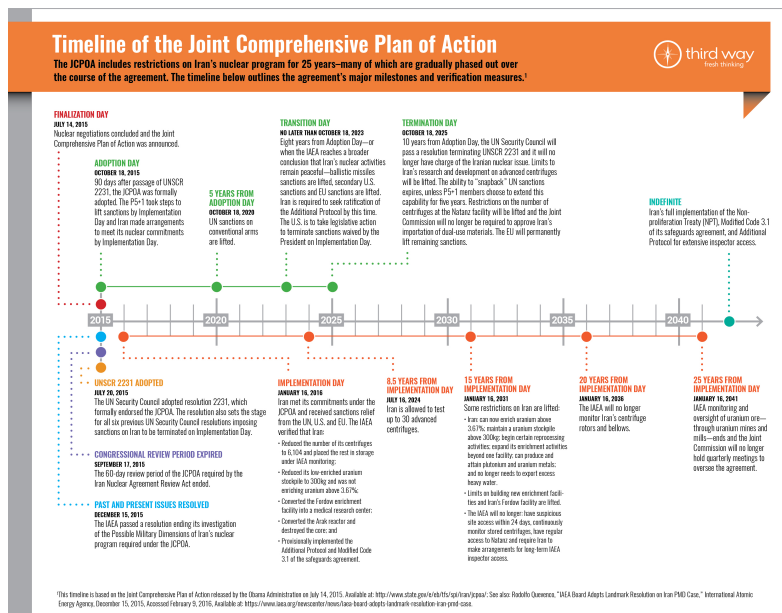 Timeline of the Joint Comprehensive Plan of Action
The JCPOA includes restrictions on Iran's nuclear program for 25 years–many of which are gradually phased out over
the course of the agreement. The timeline below outlines the agreement's major milestones and verification measures.¹
third way
fresh thinking
FINALIZATION DAY
JULY 14, 2015
Nuclear negotiations concluded and the Joint
Comprehensive Plan of Action was announced.
ADOPTION DAY
OCTOBER 18, 2015
90 days after passage of UNSCR
2231, the JCPOA was formally
adopted. The P5+1 took steps to
lift sanctions by Implementation
Day and Iran made arrangements
to meet its nuclear commitments
by Implementation Day.
5 YEARS FROM
ADOPTION DAY
OCTOBER 18, 2020
UN sanctions on
conventional arms
are lifted.
TRANSITION DAY
NO LATER THAN OCTOBER 18, 2023
Eight years from Adoption Day—or
when the IAEA reaches a broader
conclusion that Iran's nuclear activities
remain peaceful—ballistic missiles
sanctions are lifted, secondary U.S.
sanctions and EU sanctions are lifted.
Iran is required to seek ratification of
the Additional Protocol by this time.
The U.S. is to take legislative action
to terminate sanctions waived by the
President on Implementation Day.
TERMINATION DAY
OCTOBER 18, 2025
10 years from Adoption Day, the UN Security Council will
pass a resolution terminating UNSCR 2231 and it will no
longer have charge of the Iranian nuclear issue. Limits to
Iran's research and development on advanced centrifuges
will be lifted. The ability to "snapback" UN sanctions
expires, unless P5+1 members choose to extend this
capability for five years. Restrictions on the number of
centrifuges at the Natanz facility will be lifted and the Joint
Commission will no longer be required to approve Iran's
importation of dual-use materials. The EU will permanently
lift remaining sanctions.
INDEFINITE
Iran's full implementation of the Non-
proliferation Treaty (NPT), Modified Code 3.1
of its safeguards agreement, and Additional
Protocol for extensive inspector access.
2015
2020
2025
2030
2035
2040
UNSCR 2231 ADOPTED
JULY 20, 2015
The UN Security Council adopted resolution 2231, which
formally endorsed the JCPOA. The resolution also sets the stage
for all six previous UN Security Council resolutions imposing
sanctions on Iran to be terminated on Implementation Day.
CONGRESSIONAL REVIEW PERIOD EXPIRED
SEPTEMBER 17, 2015
The 60-day review period of the JCPOA required by the
Iran Nuclear Agreement Review Act ended.
PAST AND PRESENT ISSUES RESOLVED
DECEMBER 15, 2015
The IAEA passed a resolution ending its investigation
of the Possible Military Dimensions of Iran's nuclear
program required under the JCPOA.
IMPLEMENTATION DAY
JANUARY 16, 2016
Iran met its commitments under the
JCPOA and received sanctions relief
from the UN, U.S. and EU. The IAEA
verified that Iran:
• Reduced the number of its centrifuges
to 6,104 and placed the rest in storage
under IAEA monitoring;
• Reduced its low-enriched uranium
stockpile to 300kg and was not
enriching uranium above 3.67%;
• Converted the Fordow enrichment
facility into a medical research center;
• Converted the Arak reactor and
destroyed the core; and
• Provisionally implemented the
Additional Protocol and Modified Code
3.1 of the safeguard agreement.
8.5 YEARS FROM
IMPLEMENTATION DAY
JULY 16, 2024
Iran is allowed to test
up to 30 advanced
centrifuges.
15 YEARS FROM
IMPLEMENTATION DAY
JANUARY 16, 2031
Some restrictions on Iran are lifted:
• Iran: can now enrich uranium above
3.67%; maintain a uranium stockpile
above 300kg; begin certain reprocessing
activities; expand its enrichment activities
beyond one facility; can produce and
attain plutonium and uranium metals;
and no longer needs to export excess
heavy water.
• Limits on building new enrichment facili-
ties and Iran's Fordow facility are lifted.
• The IAEA will no longer: have suspicious
site access within 24 days, continuously
monitor stored centrifuges, have regular
access to Natanz and require Iran to
make arrangements for long-term IAEA
inspector access.
20 YEARS FROM
IMPLEMENTATION DAY
JANUARY 16, 2036
The IAEA will no longer
monitor Iran's centrifuge
rotors and bellows.
25 YEARS FROM
IMPLEMENTATION DAY
JANUARY 16, 2041
IAEA monitoring and
oversight of uranium ore—
through uranium mines and
mills—ends and the Joint
Commission will no longer
hold quarterly meetings to
oversee the agreement.
¹This timeline is based on the Joint Comprehensive Plan of Action released by the Obama Administration on July 14, 2015. Available at: http://www.state.gov/e/eb/tfs/spi/iran/jcpoa/; See also: Rodolfo Quevenco, "IAEA Board Adopts Landmark Resolution on Iran PMD Case," International Atomic
Energy Agency, December 15, 2015, Accessed February 9, 2016, Available at: https://www.iaea.org/newscenter/news/iaea-board-adopts-landmark-resolution-iran-pmd-case.